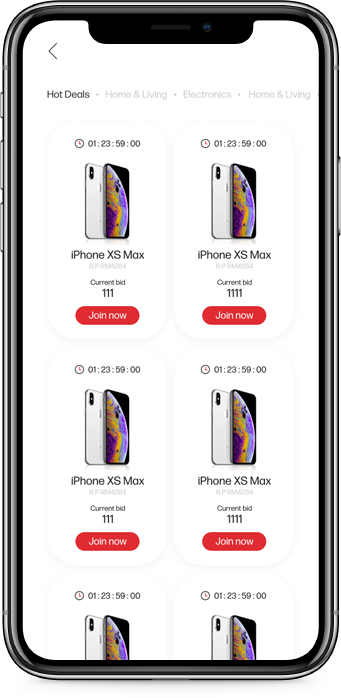 Hot Deals • Home & Living • Electronics • Home & Living •
01 : 23 : 59 : 00
iPhone XS Max
R.P RM4284
Current bid
111
Join now
01 : 23 : 59 : 00
iPhone XS Max
R.P RM4284
Current bid
1111
Join now
01 : 23 : 59 : 00
iPhone XS Max
R.P RM4284
Current bid
111
Join now
01 : 23 : 59 : 00
iPhone XS Max
R.P RM4284
Current bid
1111
Join now
01 : 23 : 59 : 00
01 : 23 : 59 : 00